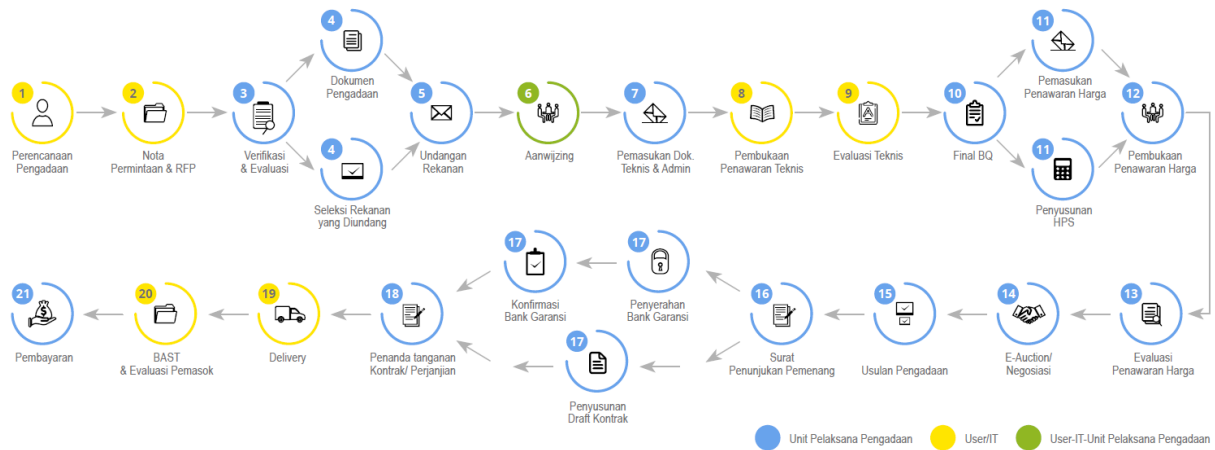 1
Perencanaan
Pengadaan
2
Nota
Permintaan & RFP
3
Verifikasi
& Evaluasi
4
Dokumen
Pengadaan
4
Seleksi Rekanan
yang Diundang
5
Undangan
Rekanan
6
Aanwijzing
7
Pemasukan Dok.
Teknis & Admin
8
Pembukaan
Penawaran Teknis
9
Evaluasi Teknis
10
Final BQ
11
Pemasukan
Penawaran Harga
11
Penyusunan
HPS
12
Pembukaan
Penawaran Harga
13
Evaluasi
Penawaran Harga
14
E-Auction/
Negosiasi
15
Usulan Pengadaan
16
Surat
Penunjukan Pemenang
17
Penyerahan
Bank Garansi
17
Konfirmasi
Bank Garansi
17
Penyusunan
Draft Kontrak
18
Penanda tanganan
Kontrak/ Perjanjian
19
Delivery
20
BAST
& Evaluasi Pemasok
21
Pembayaran
Unit Pelaksana Pengadaan
User/IT
User-IT-Unit Pelaksana Pengadaan